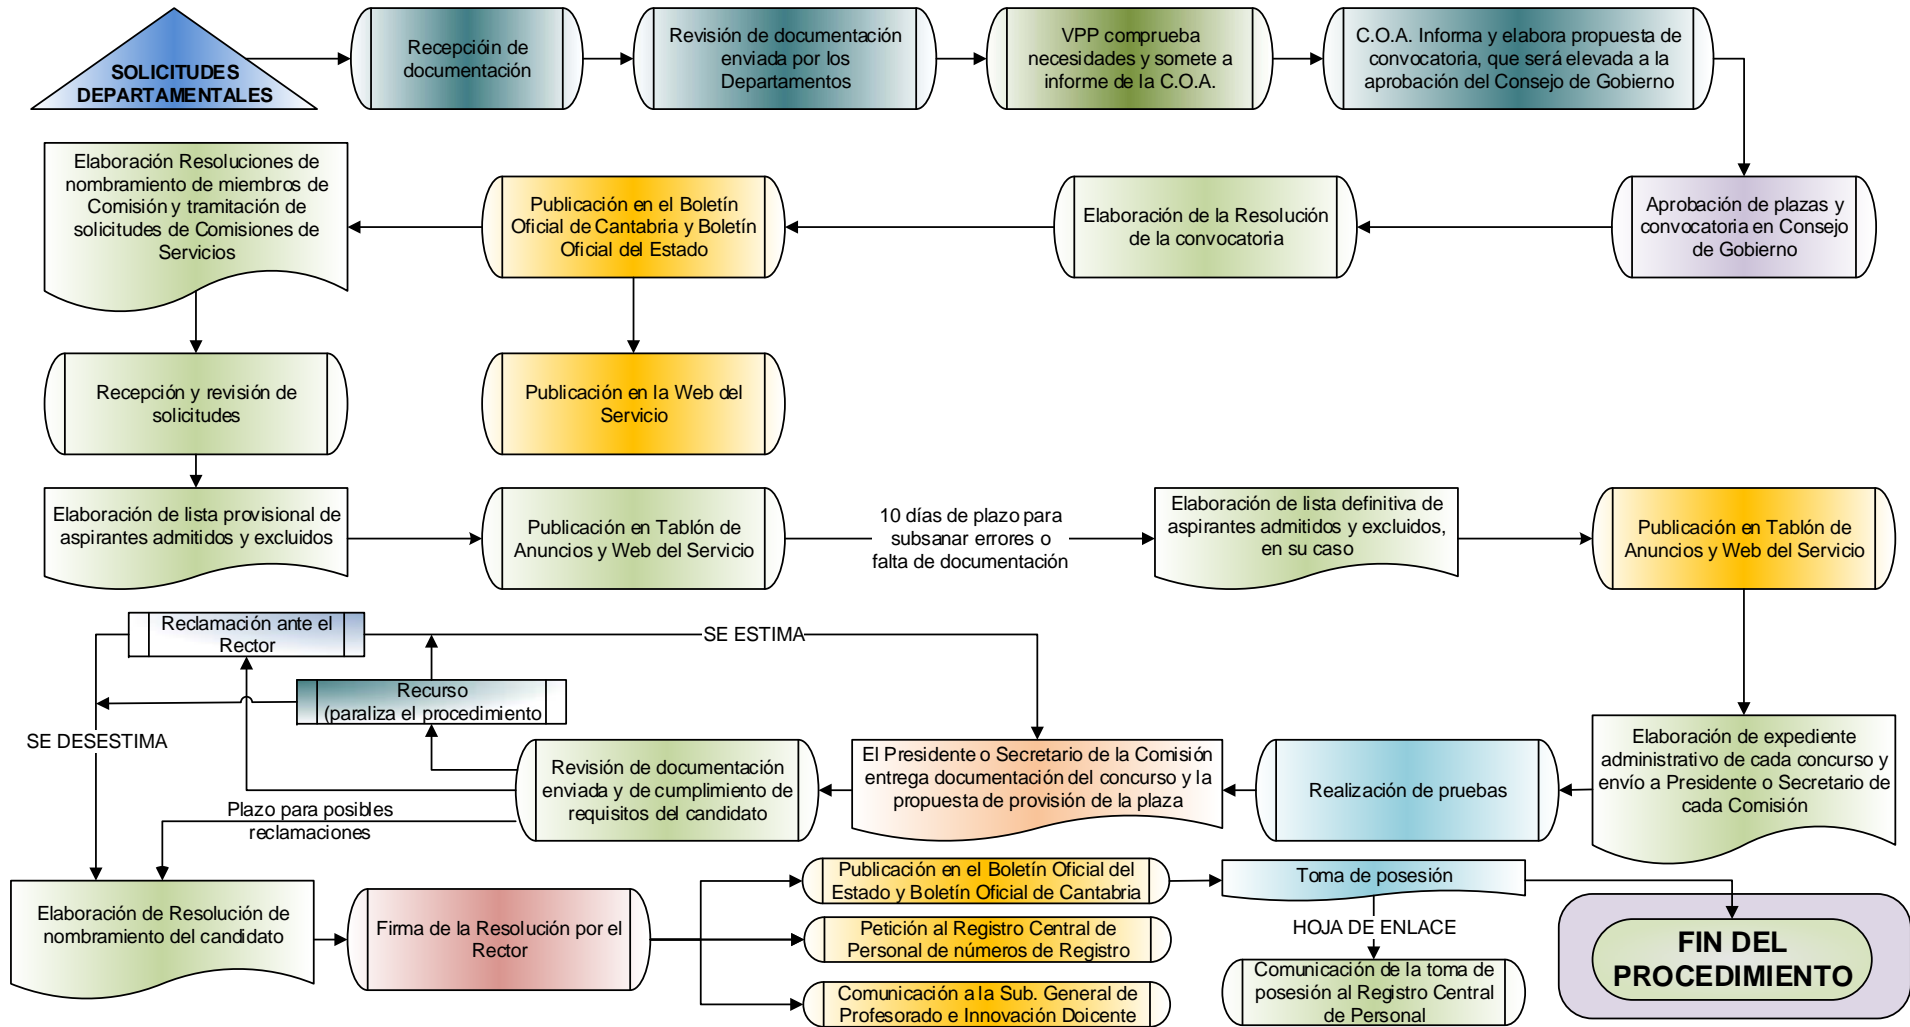 SOLICITUDES
DEPARTAMENTALES
Recepcióin de
documentación
Revisión de documentación
enviada por los
Departamentos
VPP comprueba
necesidades y somete a
informe de la C.O.A.
C.O.A. Informa y elabora propuesta de
convocatoria, que será elevada a la
aprobación del Consejo de Gobierno
Elaboración Resoluciones de
nombramiento de miembros de
Comisión y tramitación de
solicitudes de Comisiones de
Servicios
Publicación en el Boletín
Oficial de Cantabria y Boletín
Oficial del Estado
Elaboración de la Resolución
de la convocatoria
Aprobación de plazas y
convocatoria en Consejo
de Gobierno
Recepción y revisión de
solicitudes
Publicación en la Web del
Servicio
Elaboración de lista provisional de
aspirantes admitidos y excluidos
Publicación en Tablón de
Anuncios y Web del Servicio
10 días de plazo para
subsanar errores o
falta de documentación
Elaboración de lista definitiva de
aspirantes admitidos y excluidos,
en su caso
Publicación en Tablón de
Anuncios y Web del Servicio
Reclamación ante el
Rector
SE ESTIMA
Recurso
(paraliza el procedimiento
SE DESESTIMA
Revisión de documentación
enviada y de cumplimiento de
requisitos del candidato
El Presidente o Secretario de la Comisión
entrega documentación del concurso y la
propuesta de provisión de la plaza
Realización de pruebas
Elaboración de expediente
administrativo de cada concurso y
envío a Presidente o Secretario de
cada Comisión
Plazo para posibles
reclamaciones
Elaboración de Resolución de
nombramiento del candidato
Firma de la Resolución por el
Rector
Publicación en el Boletín Oficial del
Estado y Boletín Oficial de Cantabria
Petición al Registro Central de
Personal de números de Registro
Comunicación a la Sub. General de
Profesorado e Innovación Doicente
Toma de posesión
HOJA DE ENLACE
Comunicación de la toma de
posesión al Registro Central
de Personal
FIN DEL
PROCEDIMIENTO